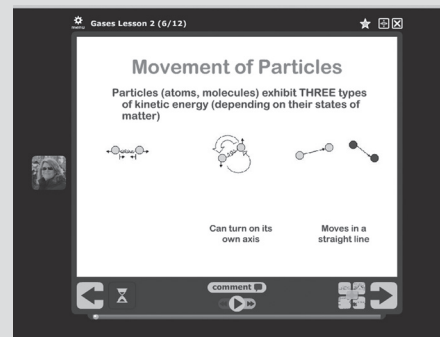 menu
Gases Lesson 2 (6/12)
Movement of Particles
Particles (atoms, molecules) exhibit THREE types
of kinetic energy (depending on their states of
matter)
Can turn on its
own axis
Moves in a
straight line
comment